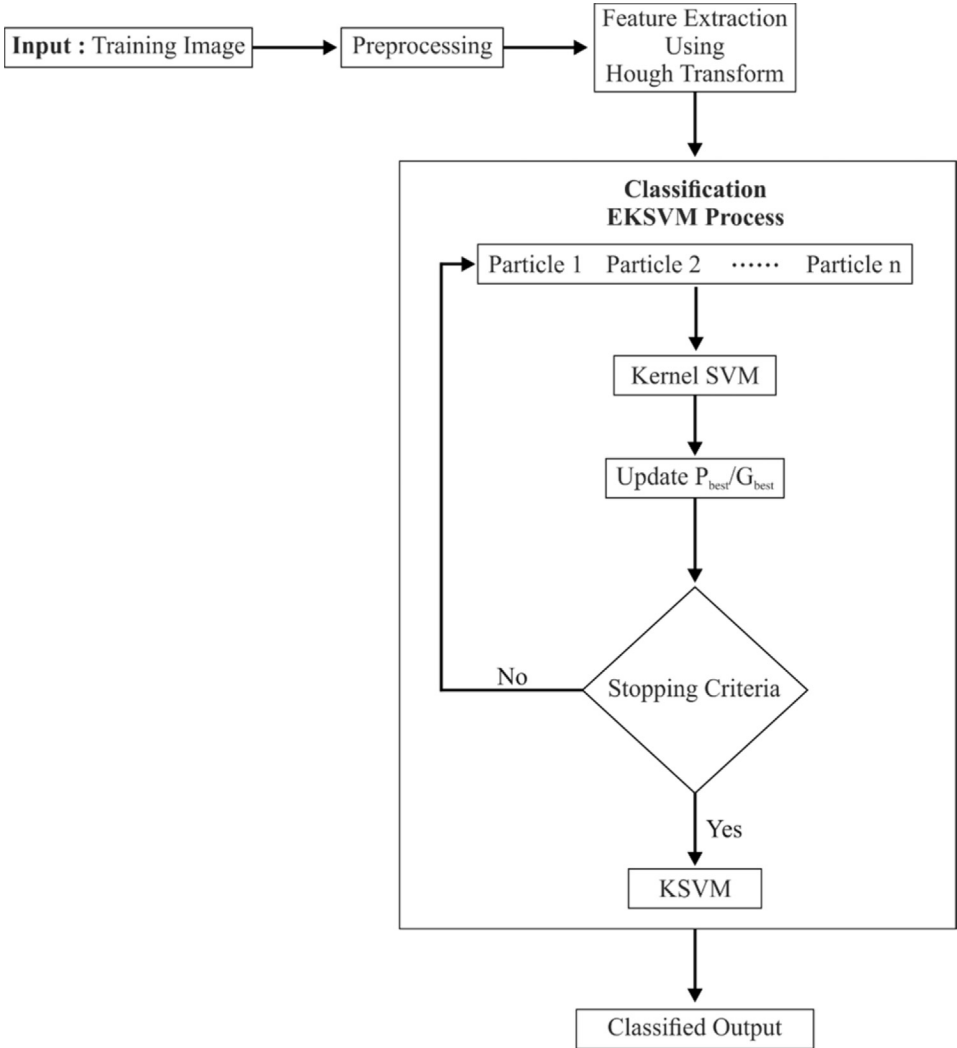 Input : Training Image
Preprocessing
Feature Extraction
Using
Hough Transform
Classification
EKSVM Process
Particle 1 Particle 2 ...... Particle n
Kernel SVM
Update Pbest/Gbest
Stopping Criteria
No
Yes
KSVM
Classified Output